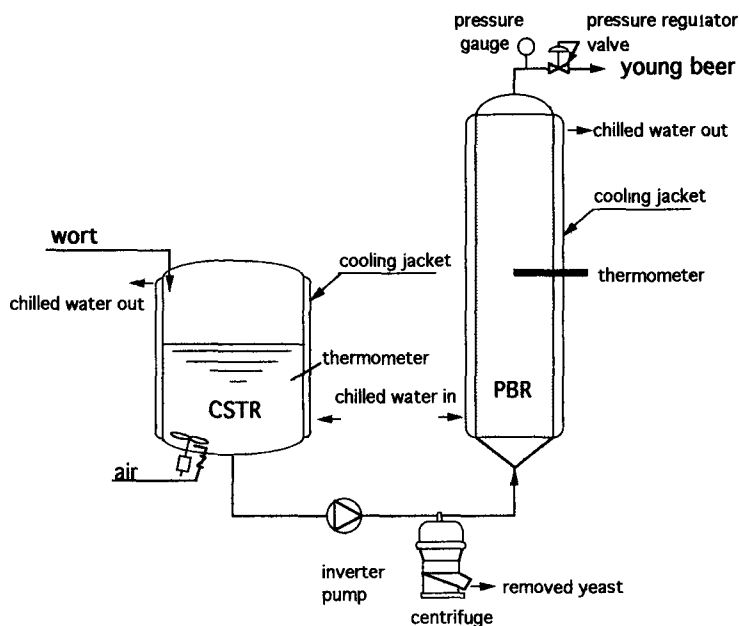 pressure
gauge
pressure regulator
valve
young beer
chilled water out
cooling jacket
wort
cooling jacket
thermometer
chilled water out
thermometer
chilled water in
PBR
CSTR
air
inverter
pump
removed yeast
centrifuge